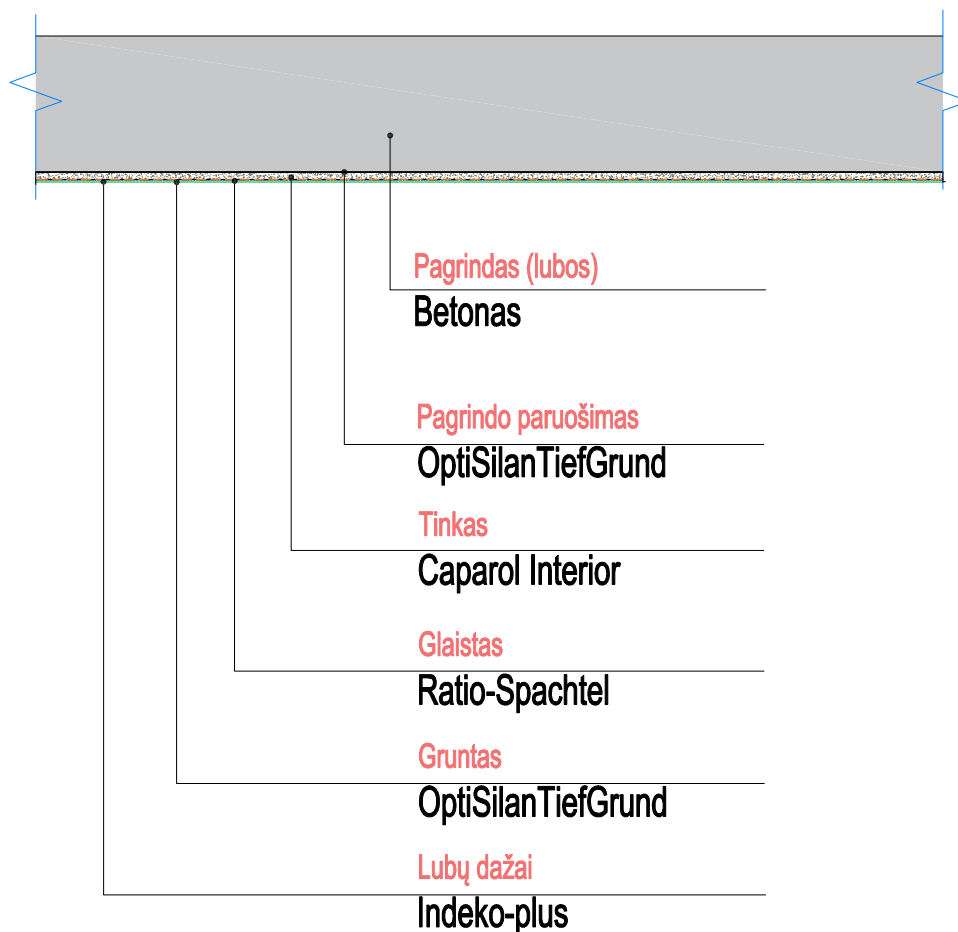 Pagrindas (lubos)
Betonas
Pagrindo paruošimas
OptiSilanTiefGrund
Tinkas
Caparol Interior
Glaistas
Ratio-Spachtel
Gruntas
OptiSilanTiefGrund
Lubų dažai
Indeko-plus